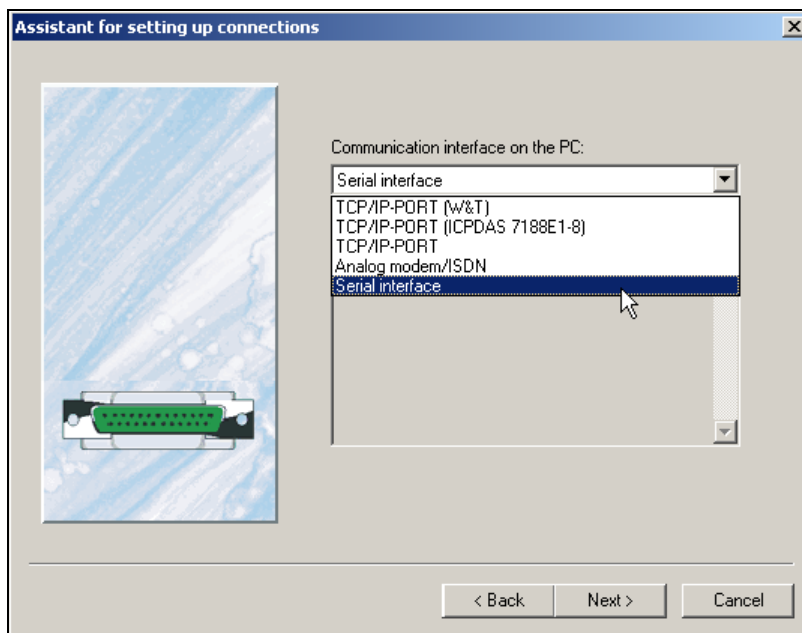 Assistant for setting up connections
Communication interface on the PC:
Serial interface
TCP/IP-PORT (W&T)
TCP/IP-PORT (ICPDAS 7188E1-8)
TCP/IP-PORT
Analog modem/ISDN
Serial interface
< Back
Next >
Cancel